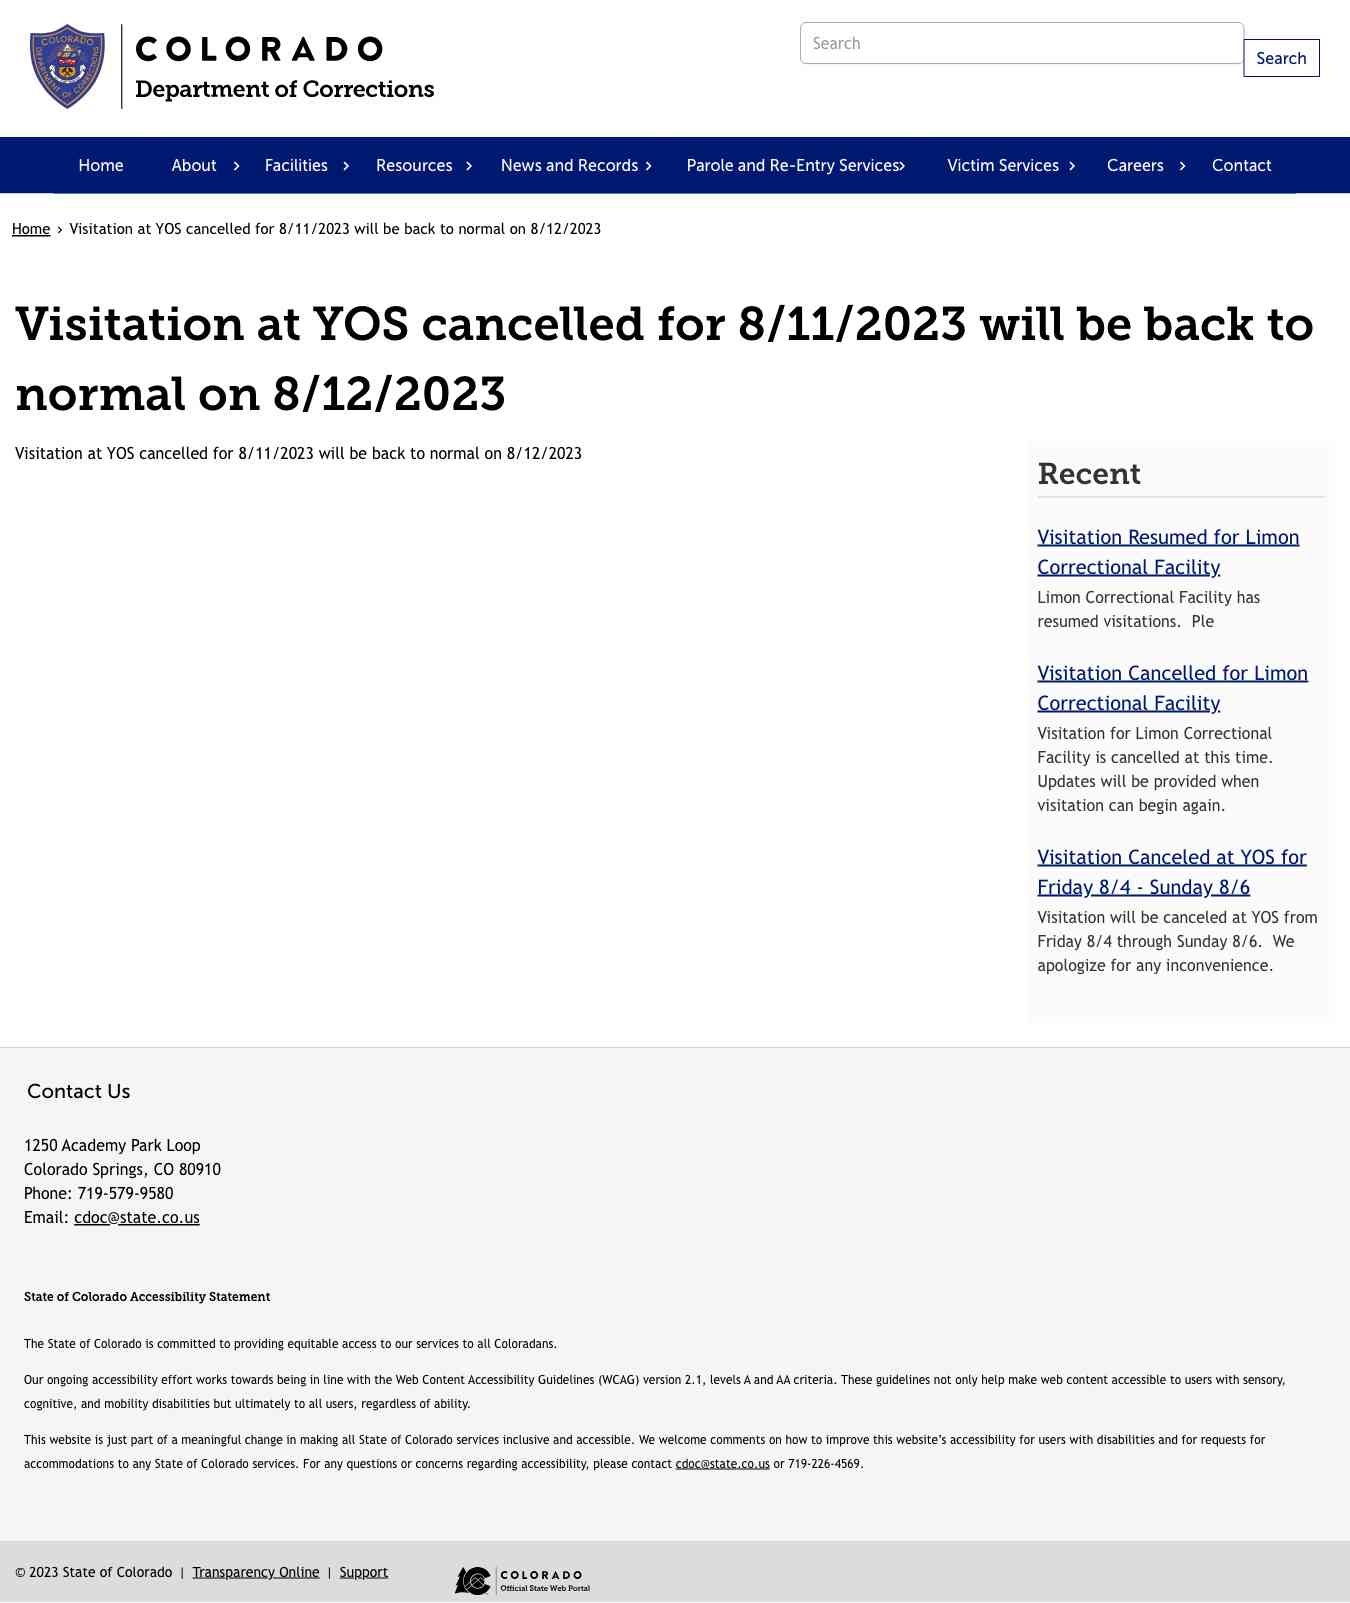 COLORADO
Department of Corrections
Search
Search
Home About Facilities Resources News and Records Parole and Re-Entry Services Victim Services Careers Contact
Home › Visitation at YOS cancelled for 8/11/2023 will be back to normal on 8/12/2023
Visitation at YOS cancelled for 8/11/2023 will be back to
normal on 8/12/2023
Visitation at YOS cancelled for 8/11/2023 will be back to normal on 8/12/2023
Recent
Visitation Resumed for Limon
Correctional Facility
Limon Correctional Facility has
resumed visitations.  Ple
Visitation Cancelled for Limon
Correctional Facility
Visitation for Limon Correctional
Facility is cancelled at this time.
Updates will be provided when
visitation can begin again.
Visitation Canceled at YOS for
Friday 8/4 - Sunday 8/6
Visitation will be canceled at YOS from
Friday 8/4 through Sunday 8/6.  We
apologize for any inconvenience.
Contact Us
1250 Academy Park Loop
Colorado Springs, CO 80910
Phone: 719-579-9580
Email: cdoc@state.co.us
State of Colorado Accessibility Statement
The State of Colorado is committed to providing equitable access to our services to all Coloradans.
Our ongoing accessibility effort works towards being in line with the Web Content Accessibility Guidelines (WCAG) version 2.1, levels A and AA criteria. These guidelines not only help make web content accessible to users with sensory,
cognitive, and mobility disabilities but ultimately to all users, regardless of ability.
This website is just part of a meaningful change in making all State of Colorado services inclusive and accessible. We welcome comments on how to improve this website's accessibility for users with disabilities and for requests for
accommodations to any State of Colorado services. For any questions or concerns regarding accessibility, please contact cdoc@state.co.us or 719-226-4569.
© 2023 State of Colorado | Transparency Online | Support
COLORADO
Official State Web Portal